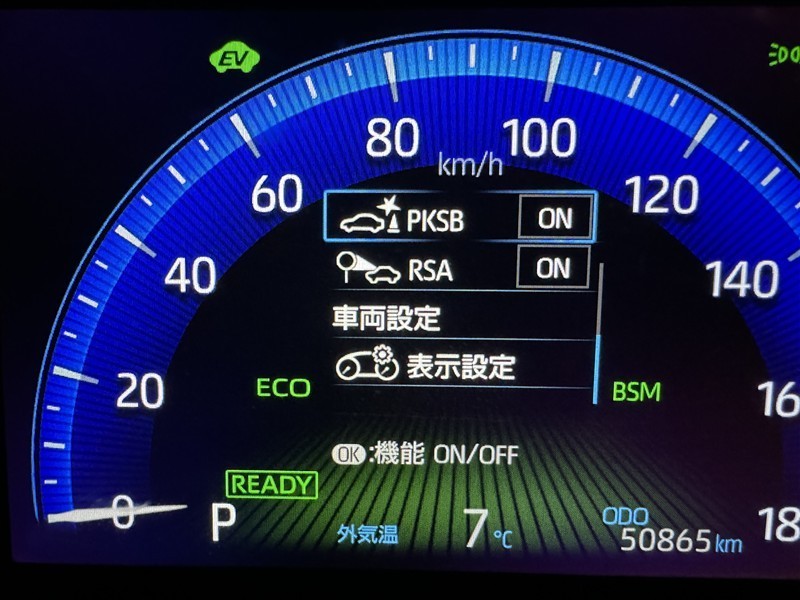 EV
80
100
km/h
60
120
PKSB ON
40
RSA ON
140
車両設定
表示設定
20
ECO
BSM
16
OK:機能 ON/OFF
READY
0
P
外気温 7℃
ODO
50865km
18